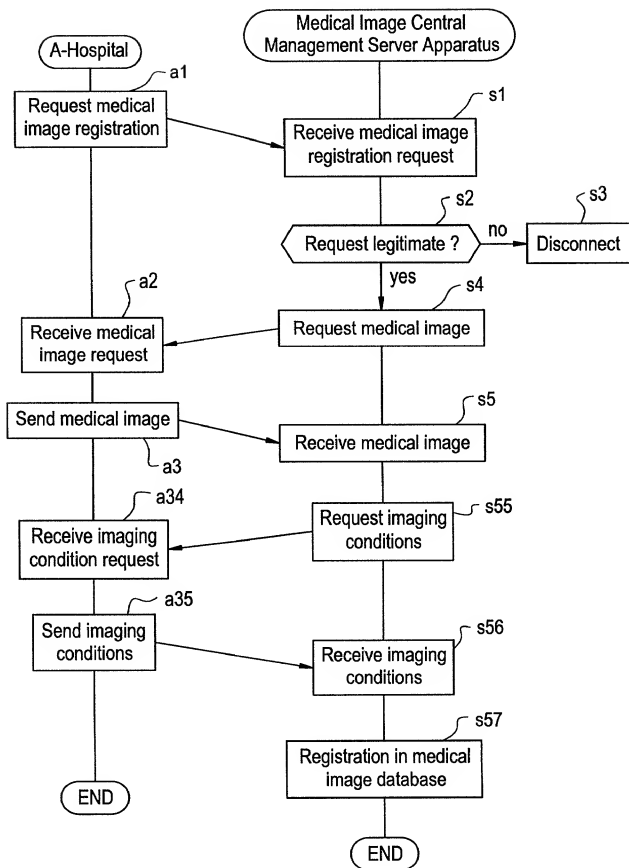 A-Hospital
Medical Image Central
Management Server Apparatus
a1
Request medical
image registration
s1
Receive medical image
registration request
s2
Request legitimate ?
no
s3
Disconnect
yes
a2
Receive medical
image request
s4
Request medical image
Send medical image
a3
s5
Receive medical image
a34
Receive imaging
condition request
s55
Request imaging
conditions
a35
Send imaging
conditions
s56
Receive imaging
conditions
s57
Registration in medical
image database
END
END